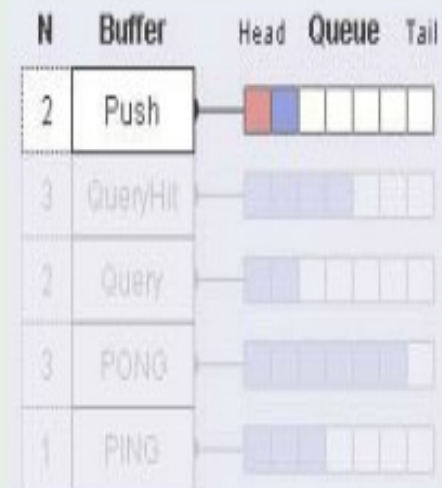 N Buffer Head Queue Tail
2 Push
3 QueryHit
2 Query
3 PONG
1 PING